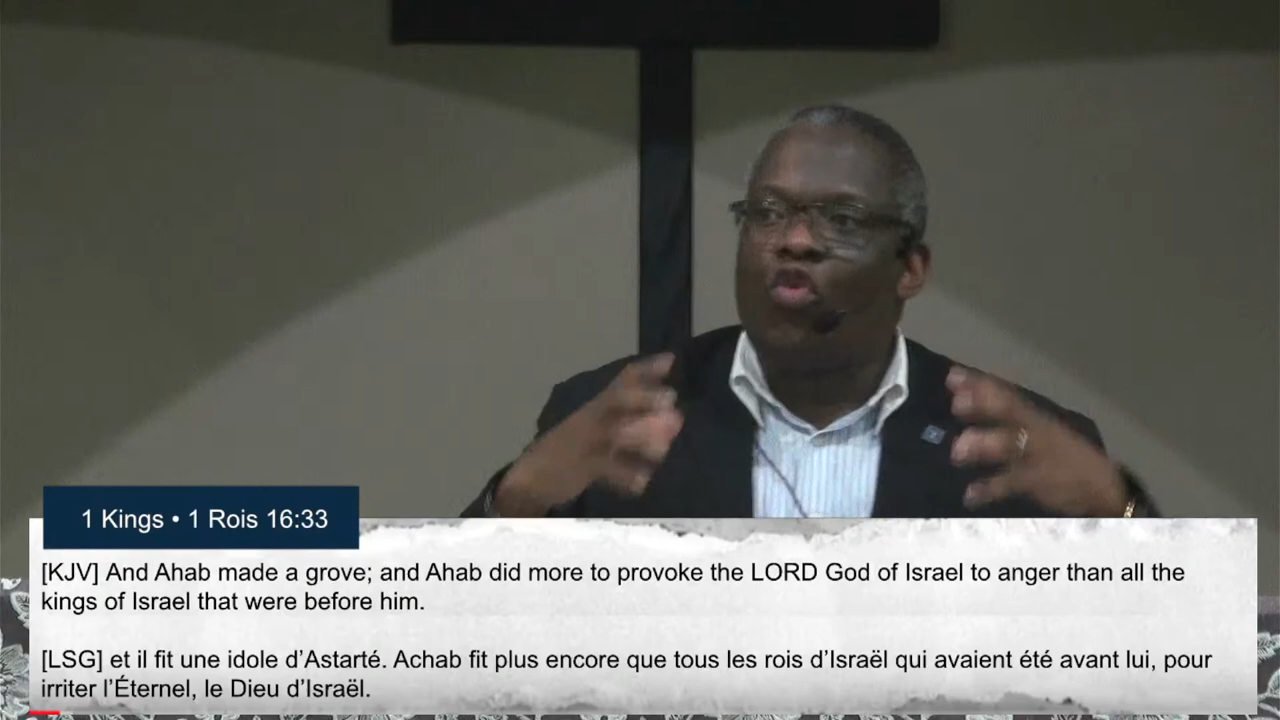 1 Kings • 1 Rois 16:33
[KJV] And Ahab made a grove; and Ahab did more to provoke the LORD God of Israel to anger than all the
kings of Israel that were before him.
[LSG] et il fit une idole d’Astarté. Achab fit plus encore que tous les rois d’Israël qui avaient été avant lui, pour
irriter l’Éternel, le Dieu d’Israël.